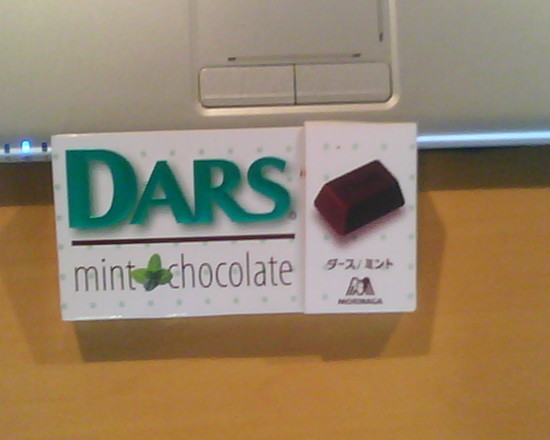 DARS
mint chocolate
ダース/ミント
MORINAGA